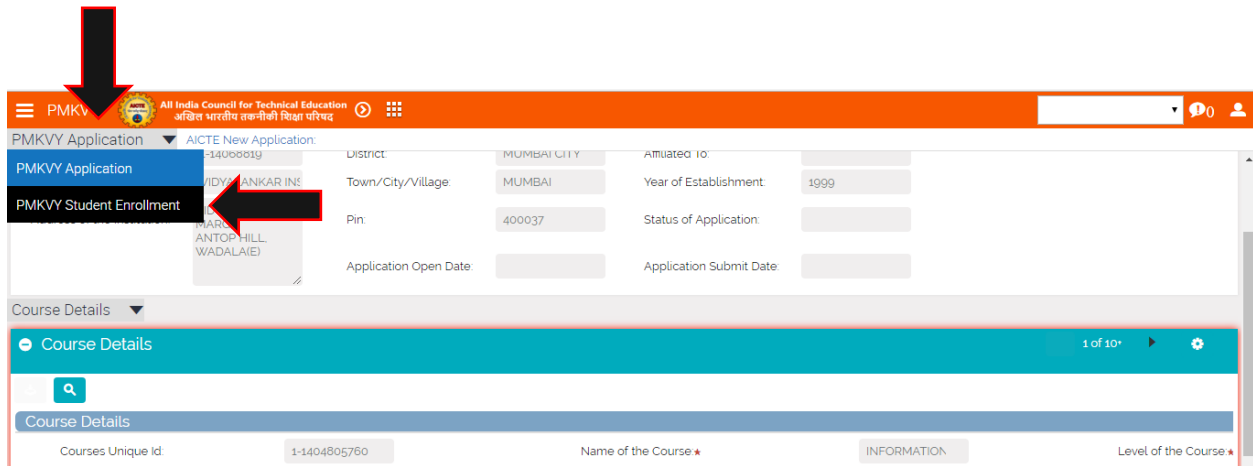 PMKV
All India Council for Technical Education
अखिल भारतीय तकनीकी शिक्षा परिषद
0
PMKVY Application
AICTE New Application:
PMKVY Application
PMKVY Student Enrollment
1-14068819 District: MUMBAI CITY Affiliated To:
Town/City/Village: MUMBAI Year of Establishment: 1999
Pin: 400037 Status of Application:
ANTOP HILL,
WADALA(E)
Application Open Date: Application Submit Date:
Course Details
Course Details
1 of 10+
Course Details
Courses Unique Id: 1-1404805760 Name of the Course * INFORMATION Level of the Course *